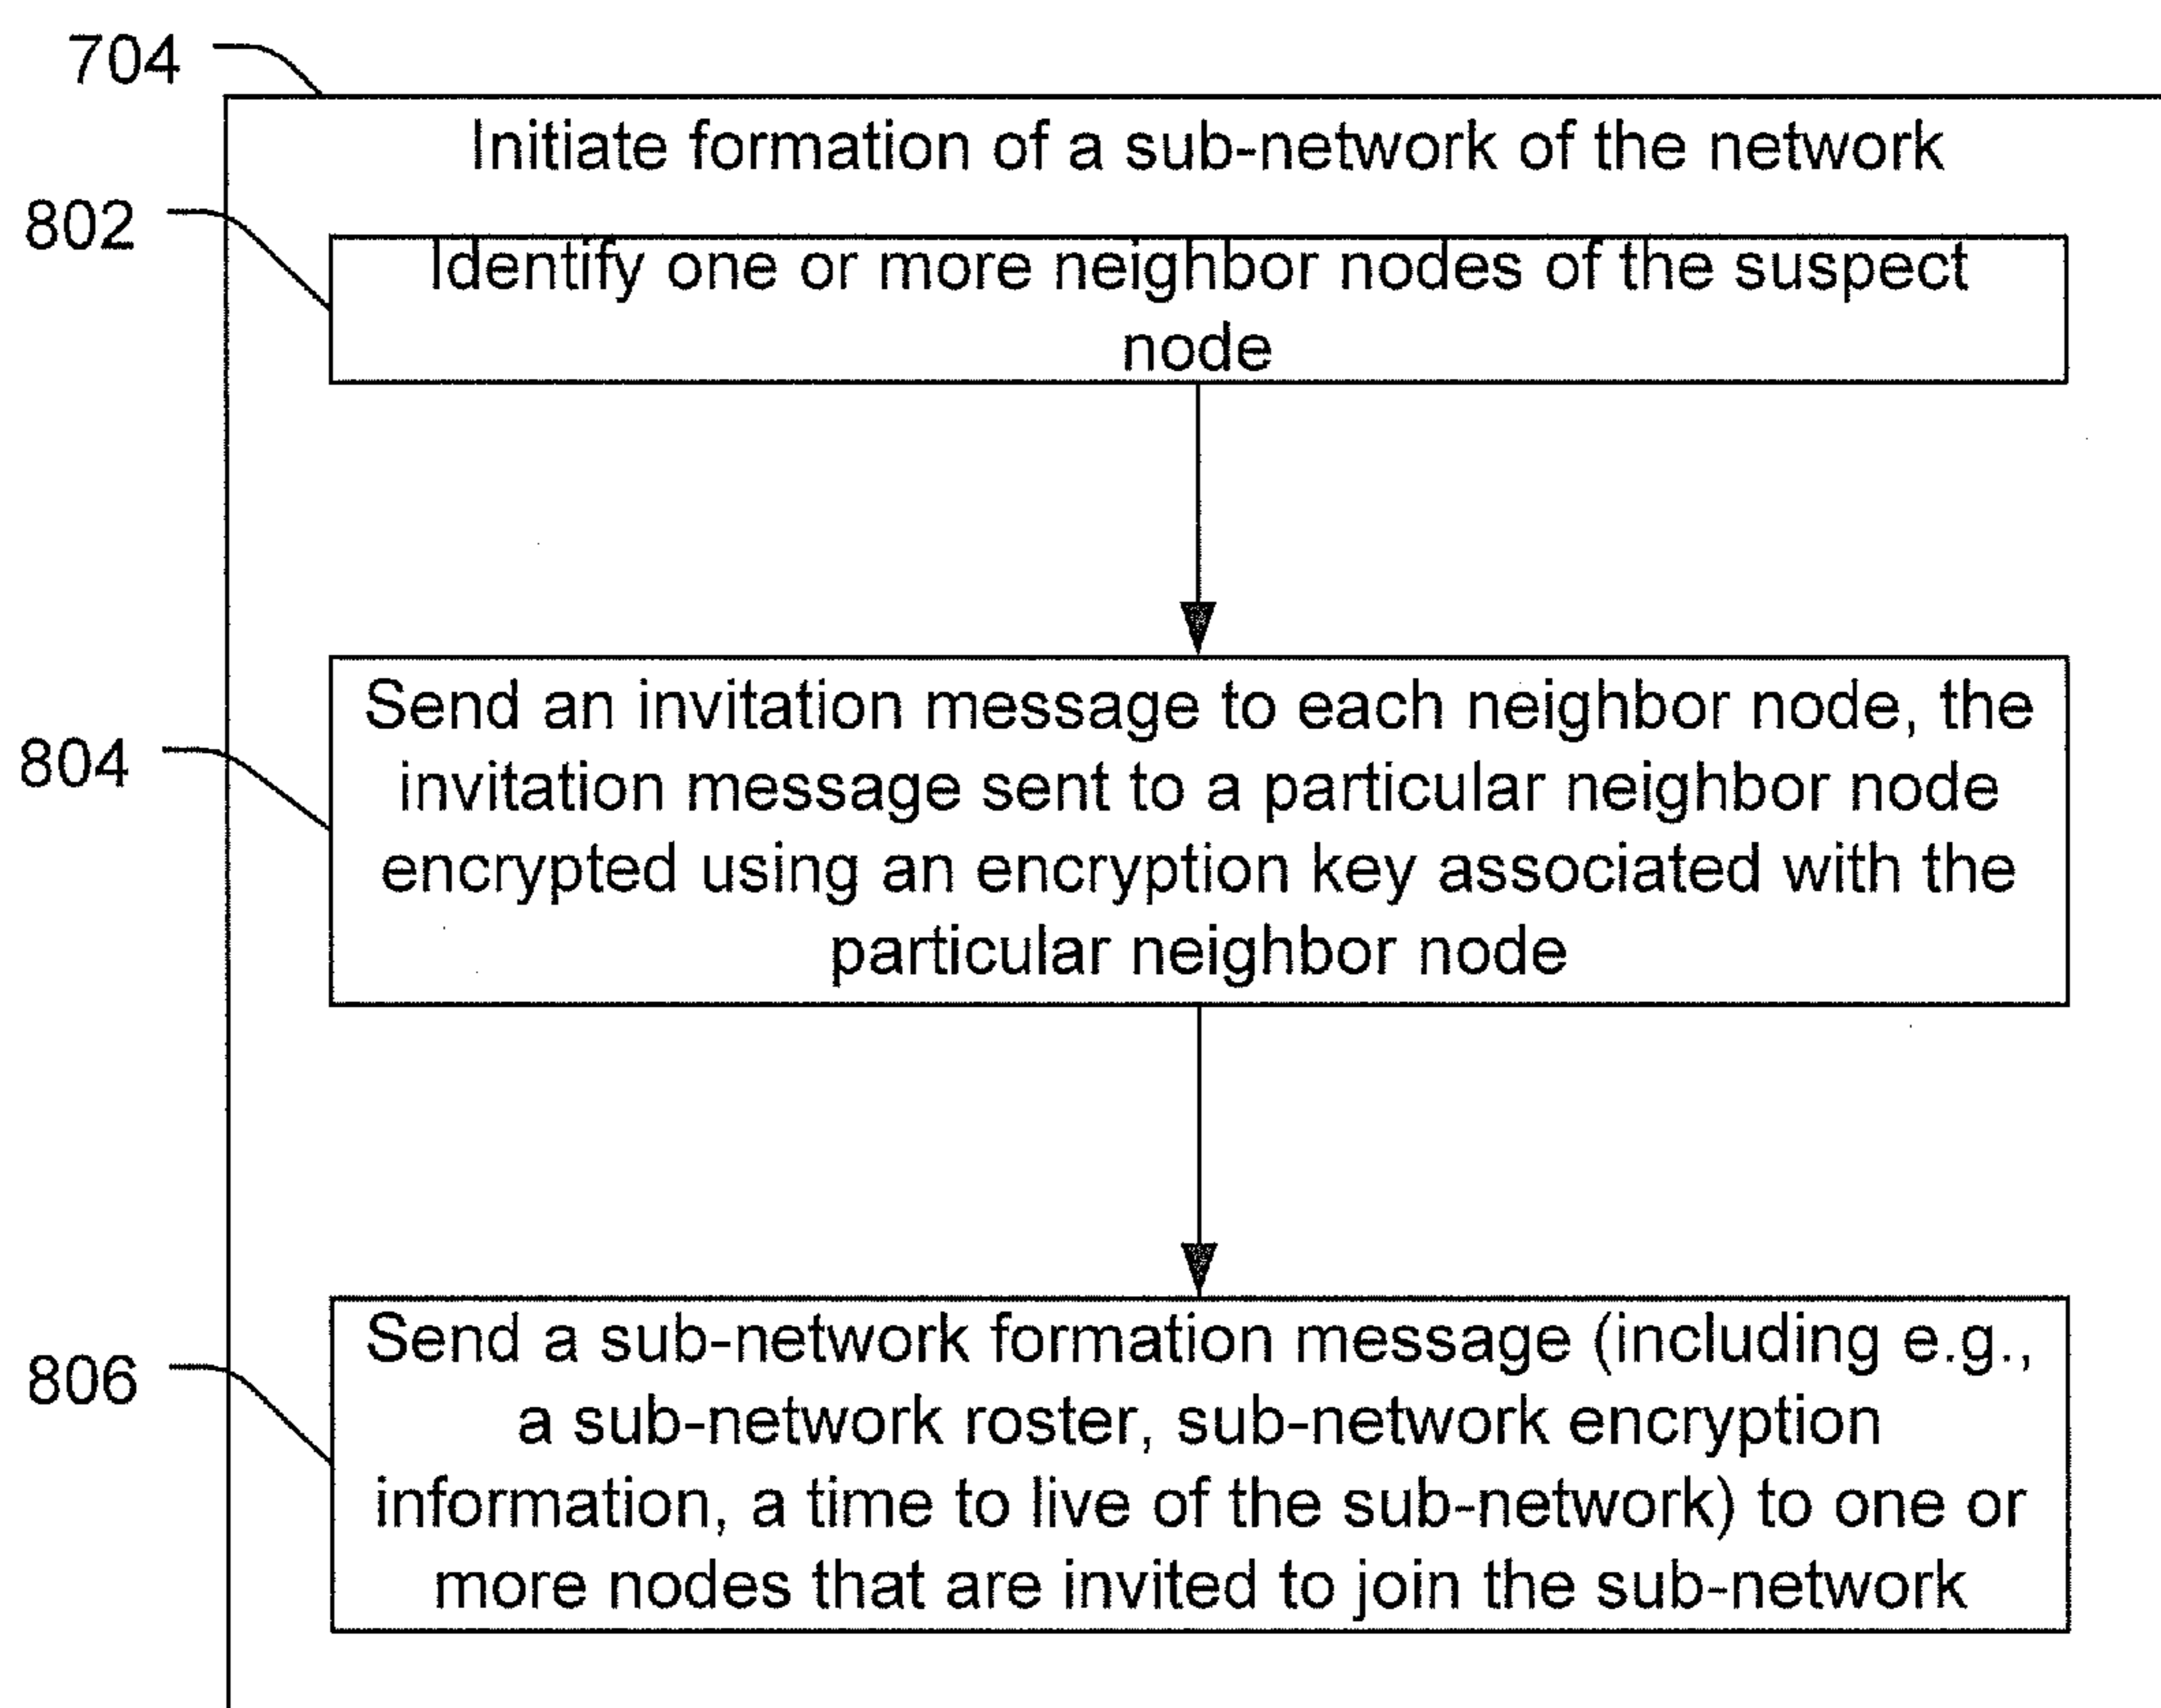 704
Initiate formation of a sub-network of the network
802
Identify one or more neighbor nodes of the suspect
node
804
Send an invitation message to each neighbor node, the
invitation message sent to a particular neighbor node
encrypted using an encryption key associated with the
particular neighbor node
806
Send a sub-network formation message (including e.g.,
a sub-network roster, sub-network encryption
information, a time to live of the sub-network) to one or
more nodes that are invited to join the sub-network